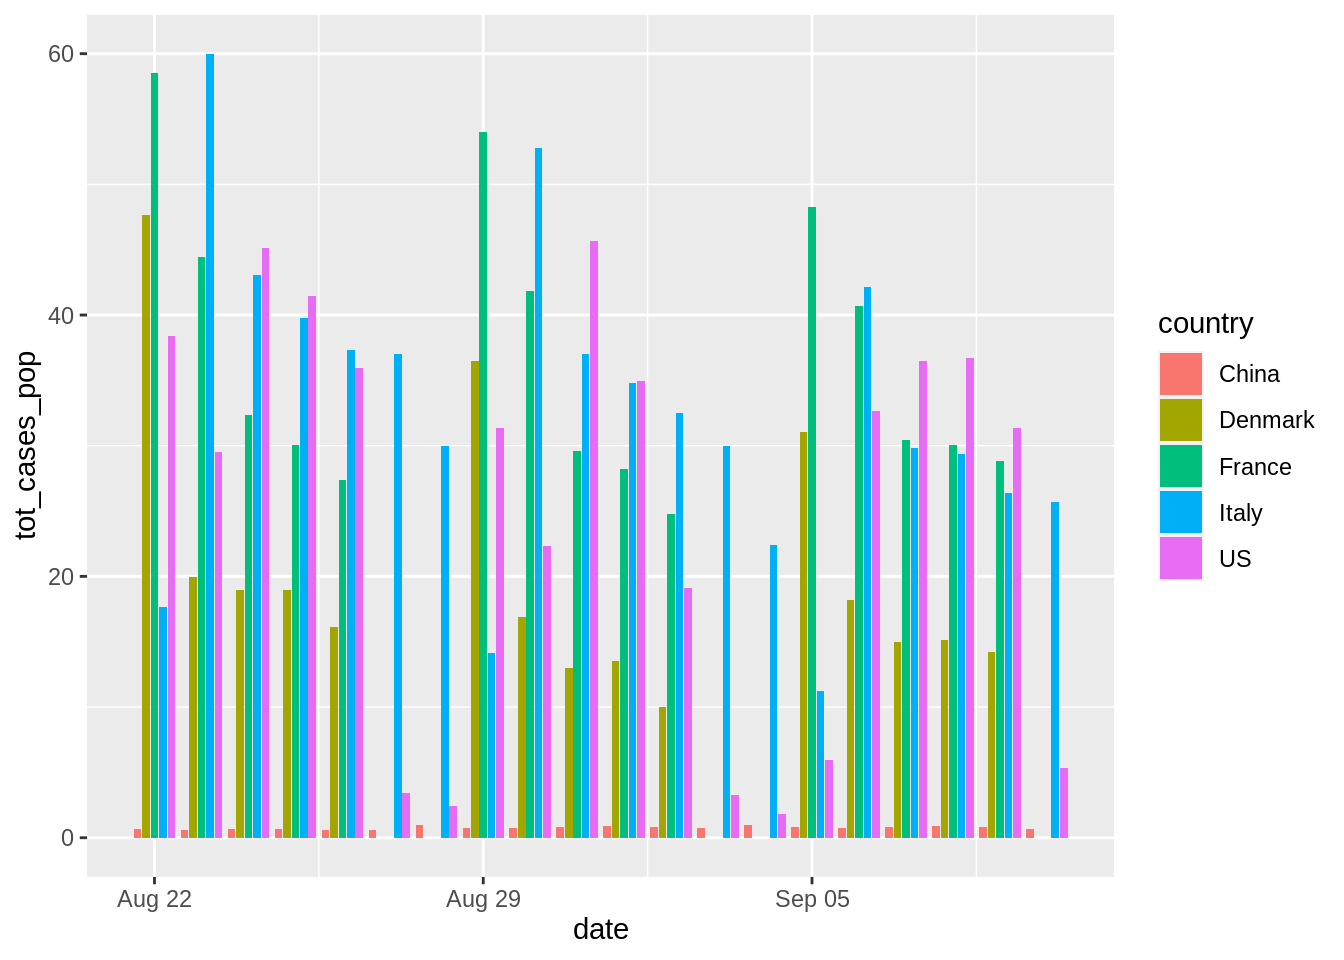 tot_cases_pop
60
40
20
0
Aug 22
Aug 29
Sep 05
date
country
China
Denmark
France
Italy
US